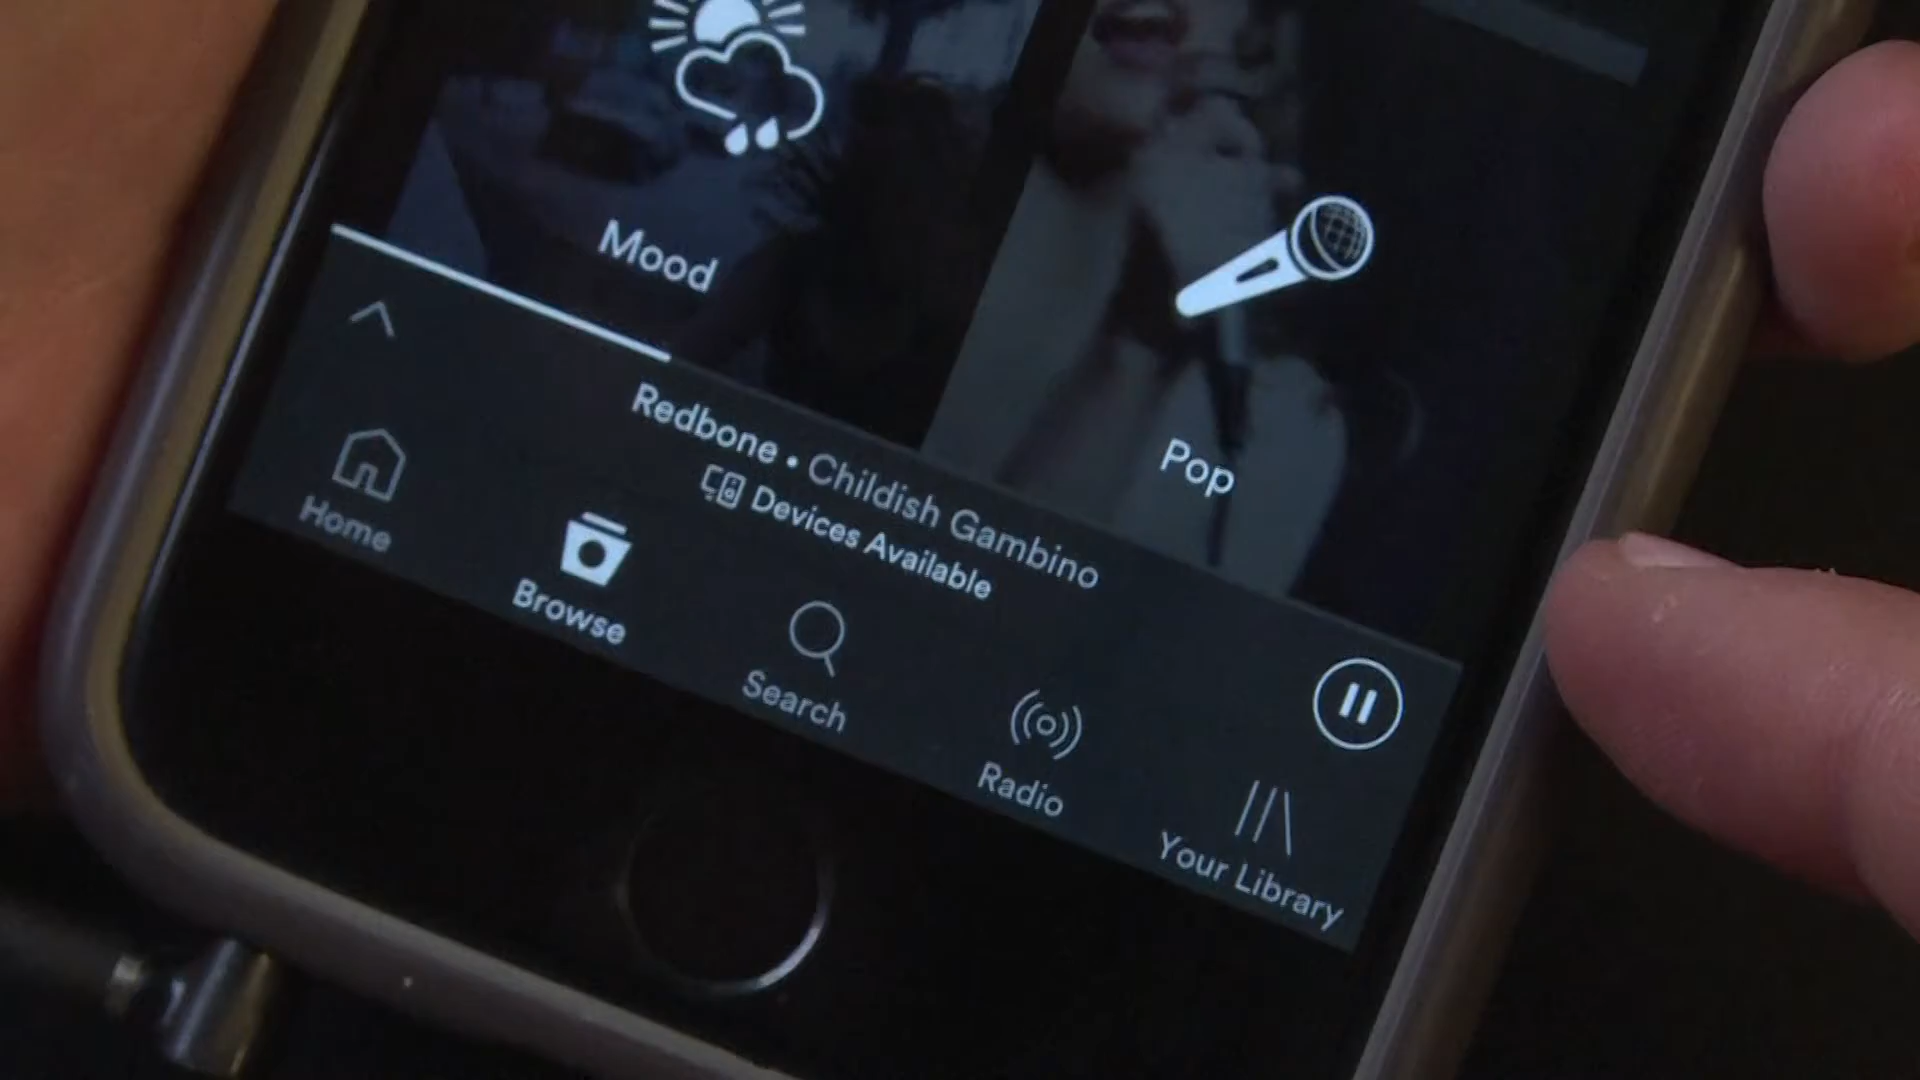 Mood
Pop
Redbone • Childish Gambino
Devices Available
Home
Browse
Search
Radio
Your Library